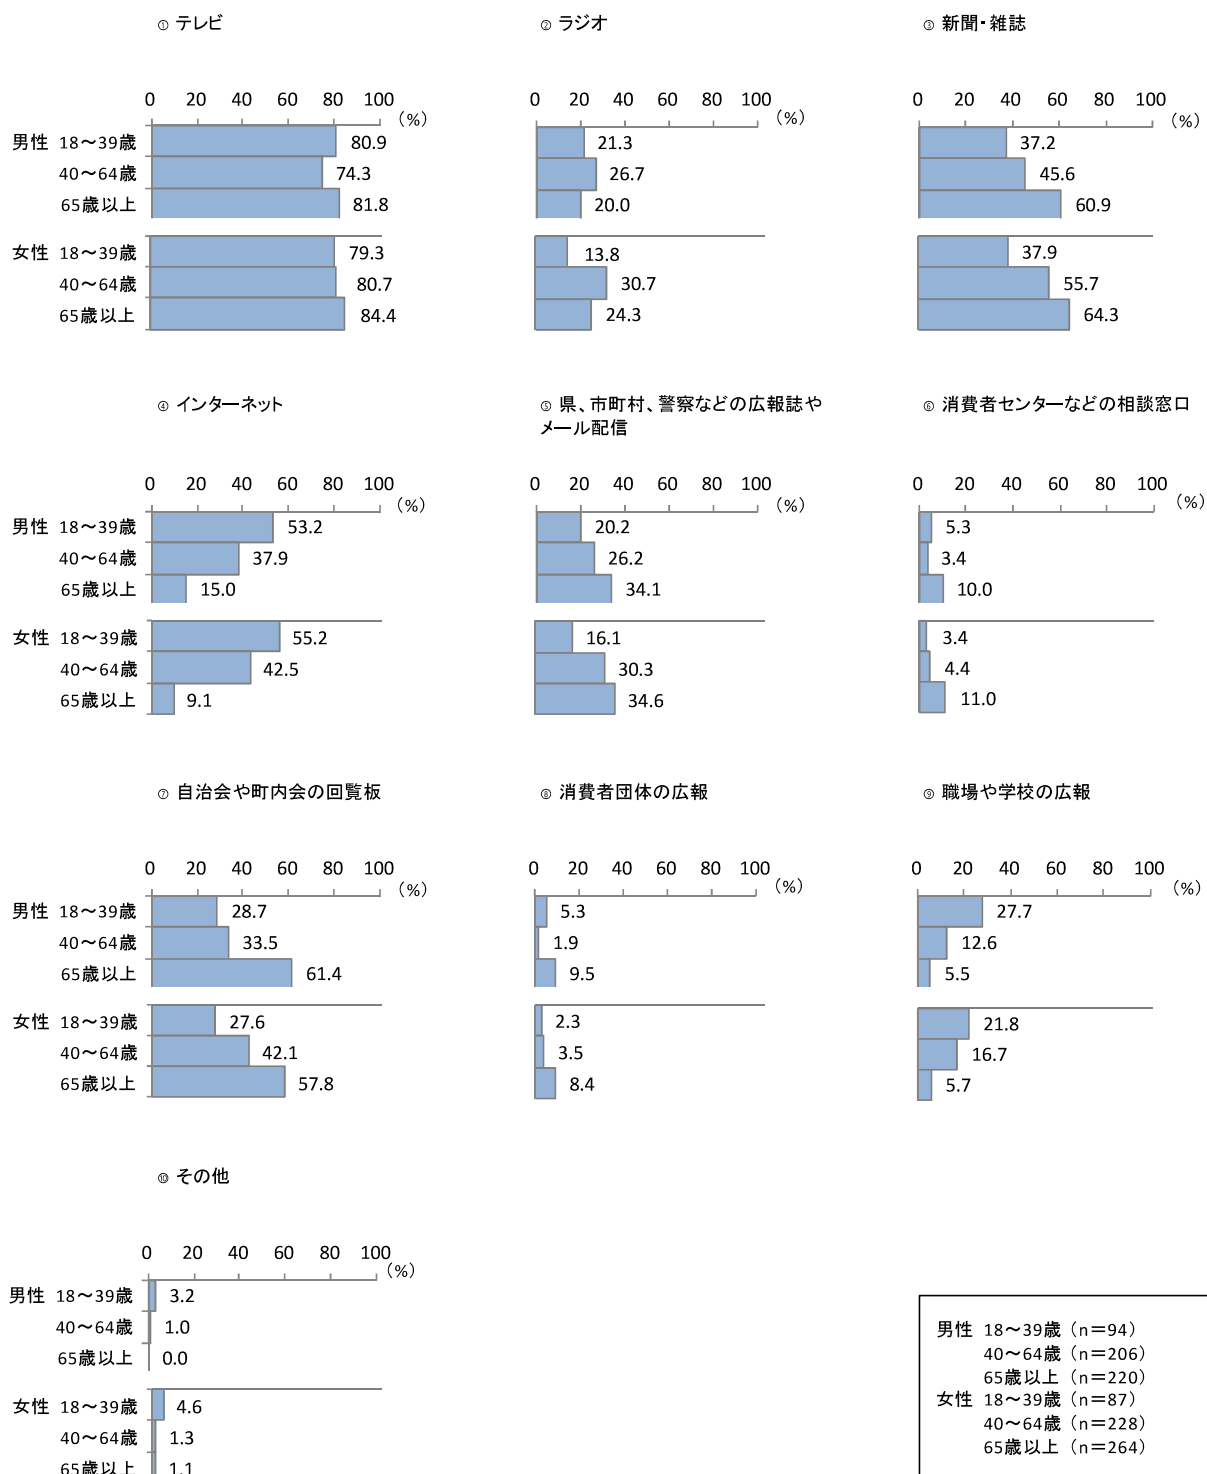 ① テレビ
0 20 40 60 80 100
(%)
男性 18～39歳 80.9
40～64歳 74.3
65歳以上 81.8
女性 18～39歳 79.3
40～64歳 80.7
65歳以上 84.4
② ラジオ
0 20 40 60 80 100
(%)
21.3
26.7
20.0
13.8
30.7
24.3
③ 新聞・雑誌
0 20 40 60 80 100
(%)
37.2
45.6
60.9
37.9
55.7
64.3
④ インターネット
0 20 40 60 80 100
(%)
男性 18～39歳 53.2
40～64歳 37.9
65歳以上 15.0
女性 18～39歳 55.2
40～64歳 42.5
65歳以上 9.1
⑤ 県、市町村、警察などの広報誌や
メール配信
0 20 40 60 80 100
(%)
20.2
26.2
34.1
16.1
30.3
34.6
⑥ 消費者センターなどの相談窓口
0 20 40 60 80 100
(%)
5.3
3.4
10.0
3.4
4.4
11.0
⑦ 自治会や町内会の回覧板
0 20 40 60 80 100
(%)
男性 18～39歳 28.7
40～64歳 33.5
65歳以上 61.4
女性 18～39歳 27.6
40～64歳 42.1
65歳以上 57.8
⑧ 消費者団体の広報
0 20 40 60 80 100
(%)
5.3
1.9
9.5
2.3
3.5
8.4
⑨ 職場や学校の広報
0 20 40 60 80 100
(%)
27.7
12.6
5.5
21.8
16.7
5.7
⑩ その他
0 20 40 60 80 100
(%)
男性 18～39歳 3.2
40～64歳 1.0
65歳以上 0.0
女性 18～39歳 4.6
40～64歳 1.3
65歳以上 1.1
男性 18～39歳 (n＝94)
40～64歳 (n＝206)
65歳以上 (n＝220)
女性 18～39歳 (n＝87)
40～64歳 (n＝228)
65歳以上 (n＝264)